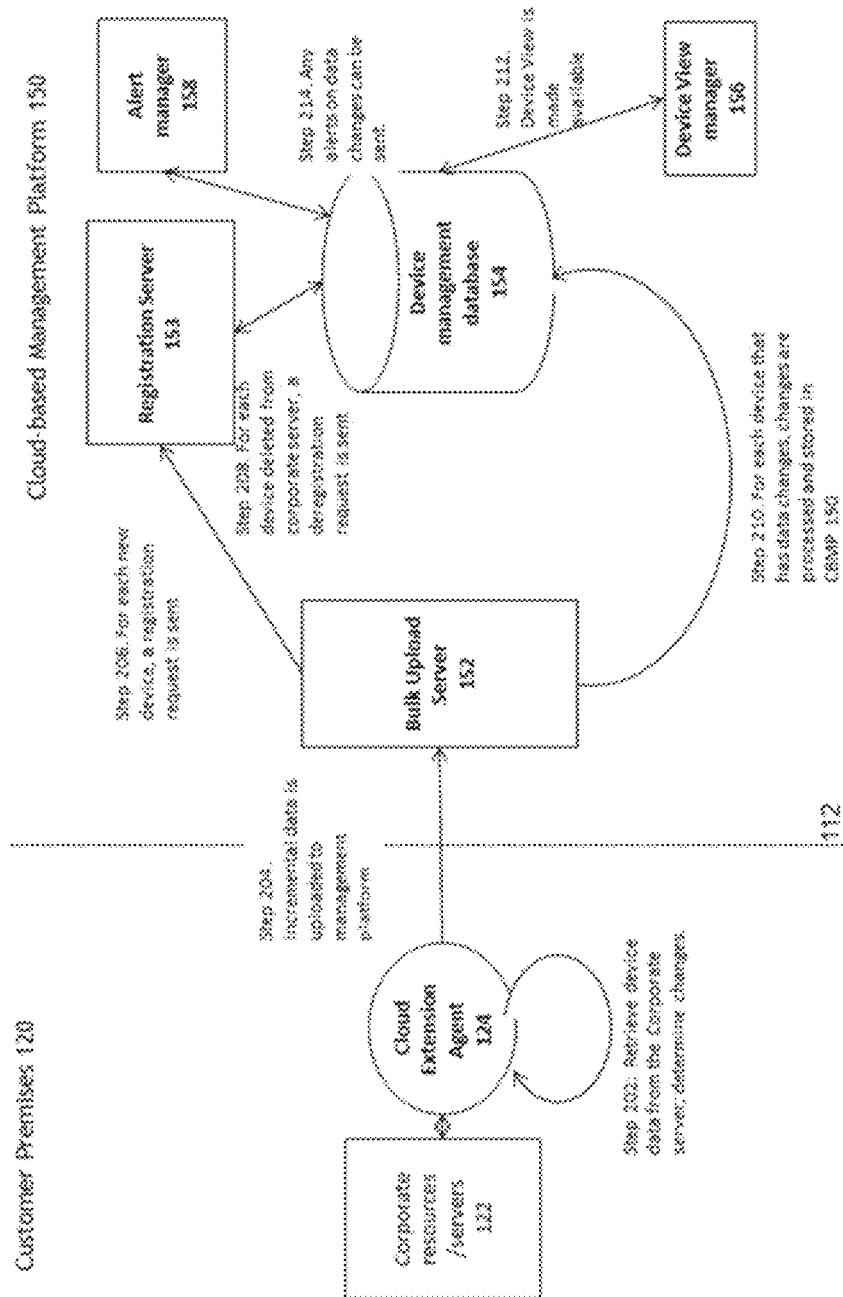 Customer Premises 120
Cloud-based Management Platform 150
Corporate
resources
/servers
122
Cloud
Extension
Agent
124
Step 202. Retrieve device
data from the Corporate
server, determine changes.
Step 204.
Incremental data is
uploaded to
management
platform
112
Bulk Upload
Server
152
Step 206. For each new
device, a registration
request is sent
Registration Server
153
Step 208. For each
device deleted from
corporate server, a
deregistration
request is sent
Step 210. For each device that
has data changes, changes are
processed and stored in
CBMP 150
Device
management
database
154
Step 214. Any
alerts on data
changes can be
sent.
Alert
manager
158
Step 212.
Device View is
made
available
Device View
manager
156